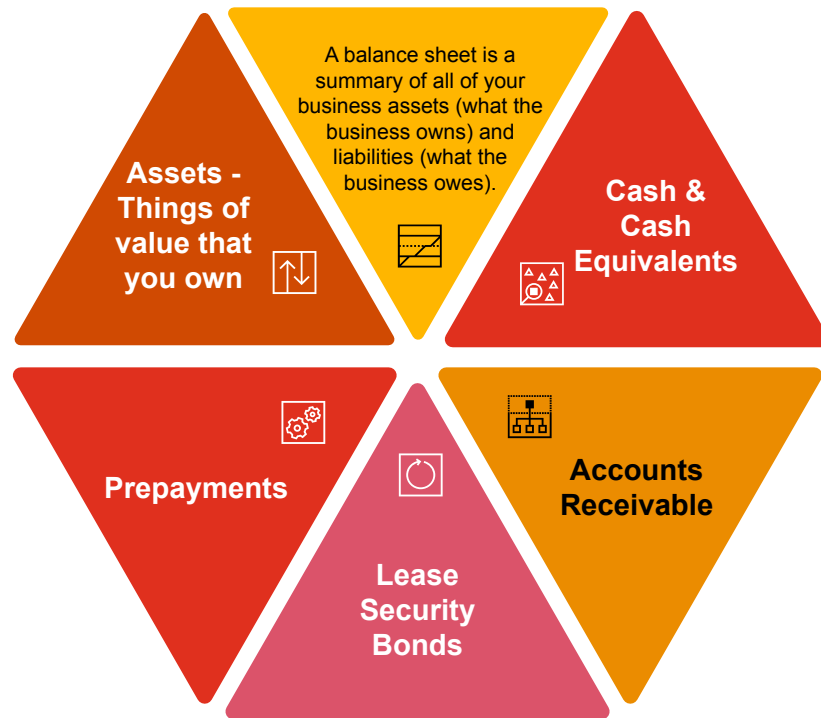 A balance sheet is a
summary of all of your
business assets (what the
business owns) and
liabilities (what the
business owes).
Assets -
Things of
value that
you own
Cash &
Cash
Equivalents
Prepayments
Lease
Security
Bonds
Accounts
Receivable